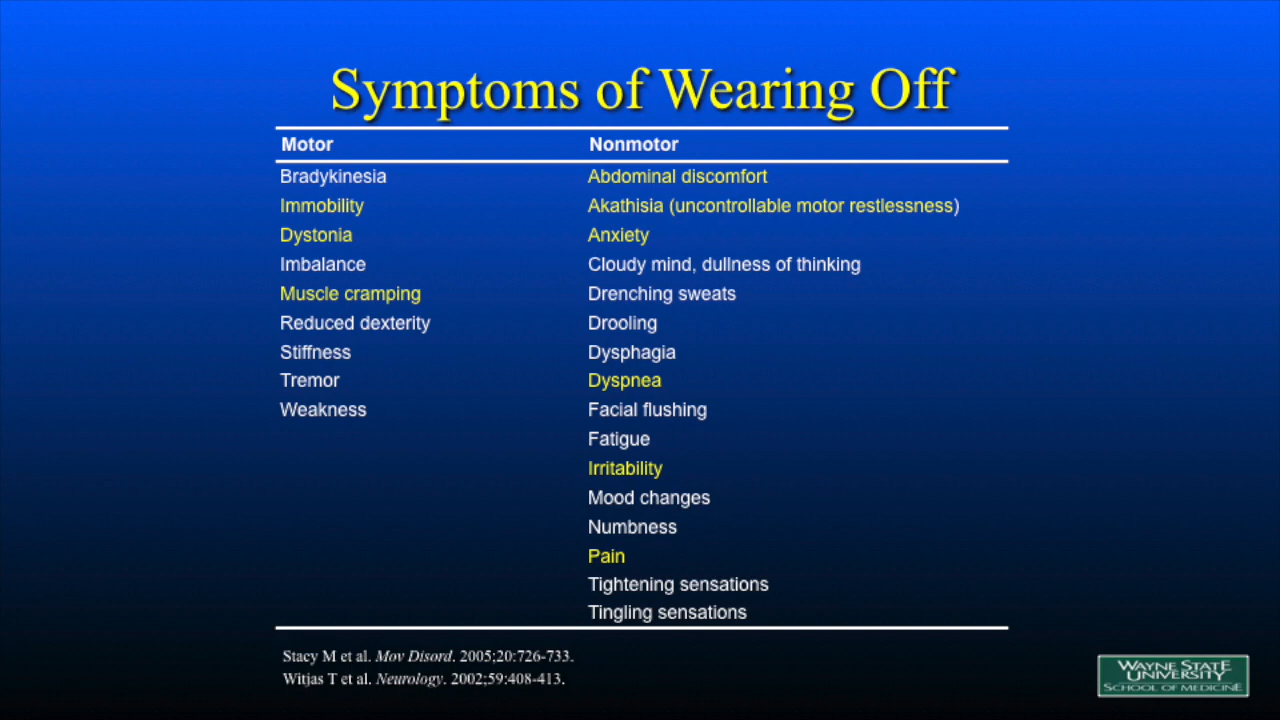 Symptoms of Wearing Off
Motor Nonmotor
Bradykinesia Abdominal discomfort
Immobility Akathisia (uncontrollable motor restlessness)
Dystonia Anxiety
Imbalance Cloudy mind, dullness of thinking
Muscle cramping Drenching sweats
Reduced dexterity Drooling
Stiffness Dysphagia
Tremor Dyspnea
Weakness Facial flushing
Fatigue
Irritability
Mood changes
Numbness
Pain
Tightening sensations
Tingling sensations
Stacy M et al. Mov Disord. 2005;20:726-733.
Witjas T et al. Neurology. 2002;59:408-413.
WAYNE STATE
UNIVERSITY
SCHOOL OF MEDICINE